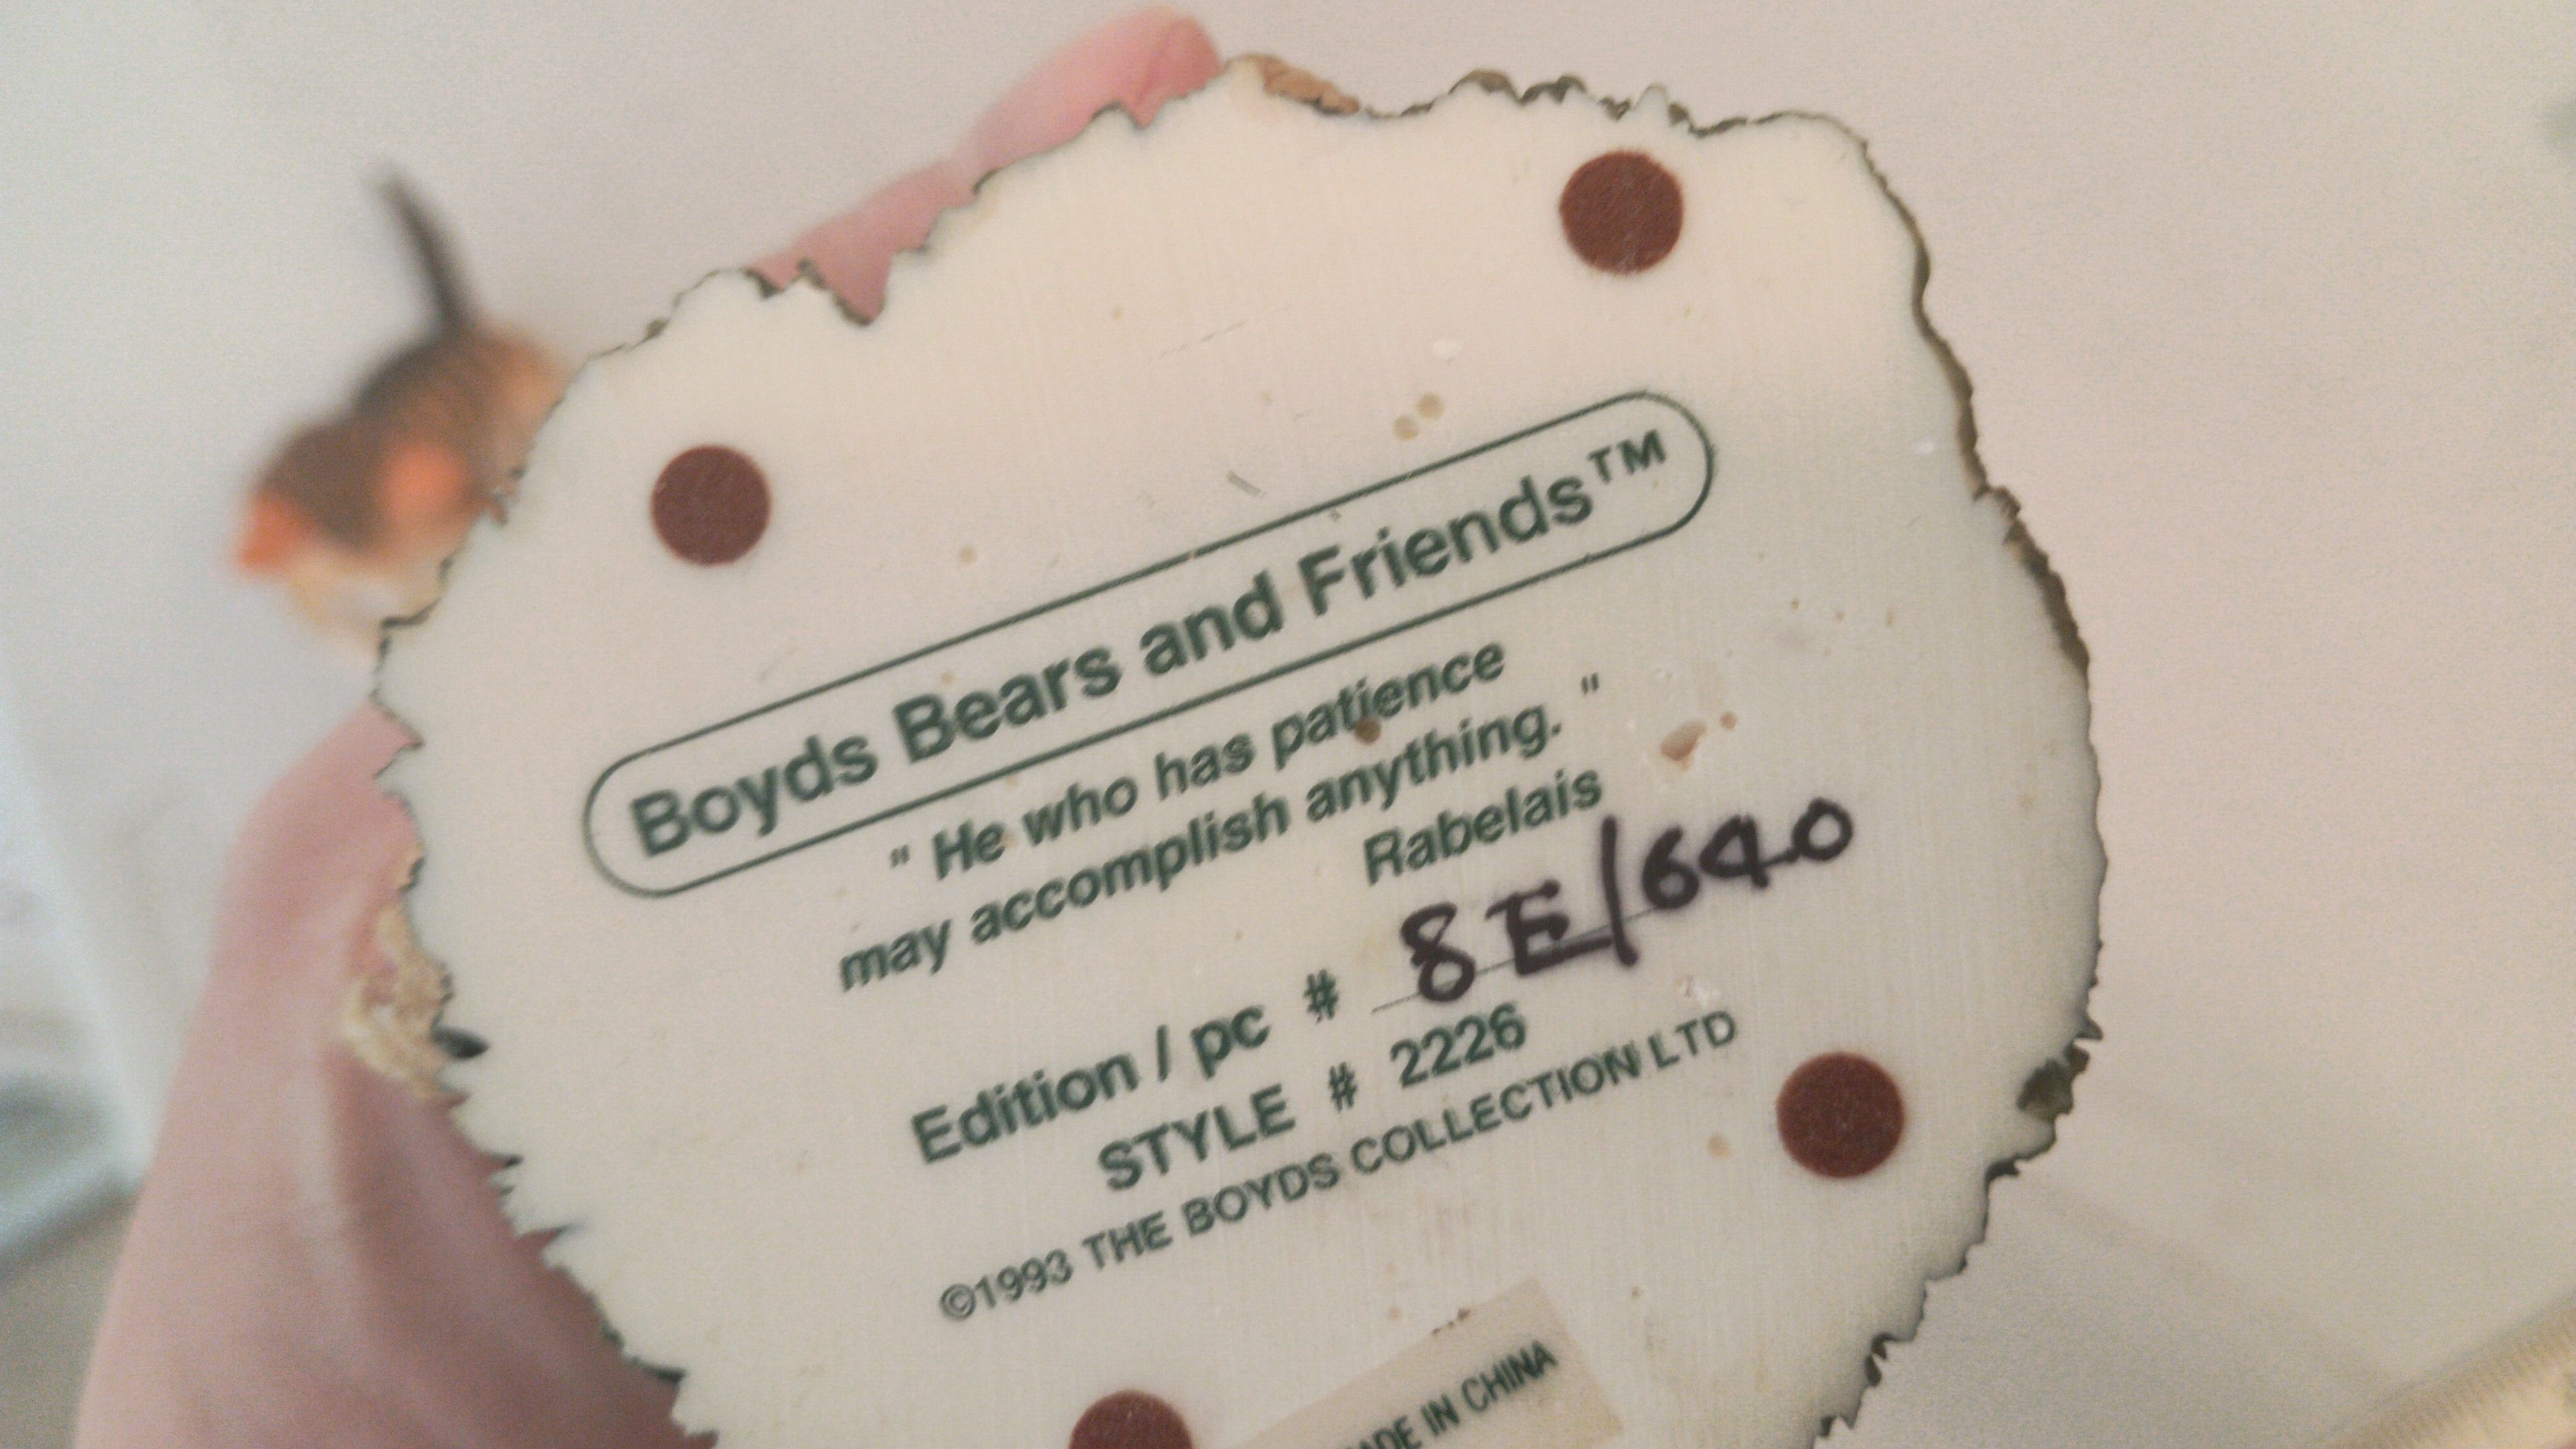 Boyds Bears and Friends™
" He who has patience
may accomplish anything. "
Rabelais
Edition / pc # 8E/640
STYLE # 2226
©1993 THE BOYDS COLLECTION LTD
IN CHINA